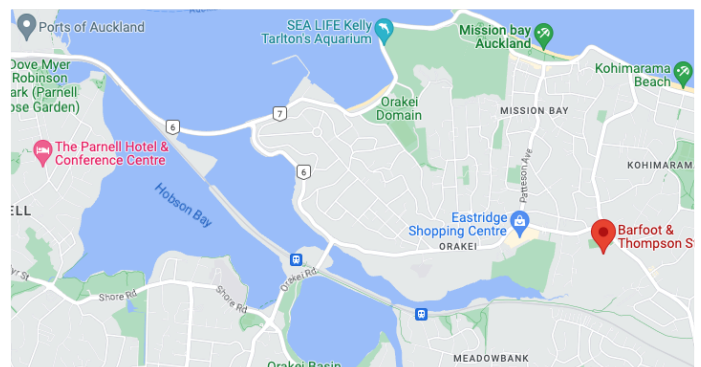 Ports of Auckland
SEA LIFE Kelly
Tarlton's Aquarium
Mission bay
Auckland
Kohimarama
Beach
Dove Myer
Robinson
ark (Parnell
ose Garden)
Orakei
Domain
MISSION BAY
7
6
The Parnell Hotel &
Conference Centre
6
Patteson Ave
KOHIMARAM
Hobson Bay
ELL
Eastridge
Shopping Centre
ORAKEI
Barfoot &
Thompson St
Orakei Rd
yr St
Shore Rd
Shore Rd
MEADOWBANK
Orakei Basin